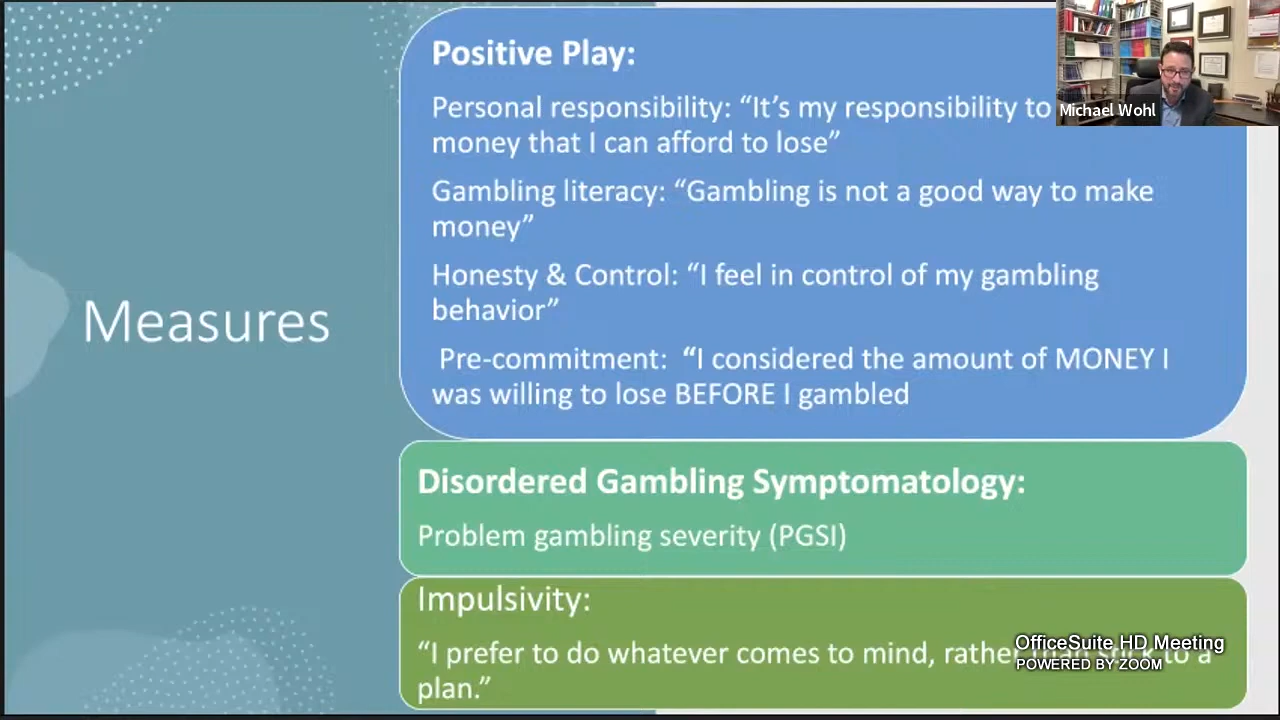 Positive Play:
Personal responsibility: “It’s my responsibility to
money that I can afford to lose”
Gambling literacy: “Gambling is not a good way to make
money”
Honesty & Control: “I feel in control of my gambling
behavior”
Pre-commitment: “I considered the amount of MONEY I
was willing to lose BEFORE I gambled
Measures
Disordered Gambling Symptomatology:
Problem gambling severity (PGSI)
Impulsivity:
“I prefer to do whatever comes to mind, rather than stick to a
plan.”
Michael Wohl
OfficeSuite HD Meeting
POWERED BY ZOOM